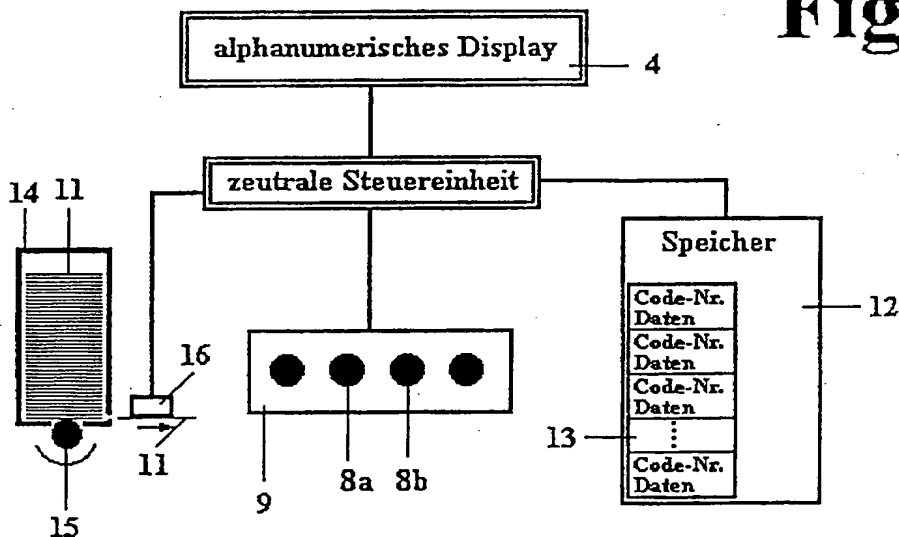 Fig
alphanumerisches Display
4
zeutrale Steuereinheit
14 11
Speicher
Code-Nr.
Daten
12
Code-Nr.
Daten
16
Code-Nr.
Daten
13
11
8a 8b
Code-Nr.
Daten
9
15